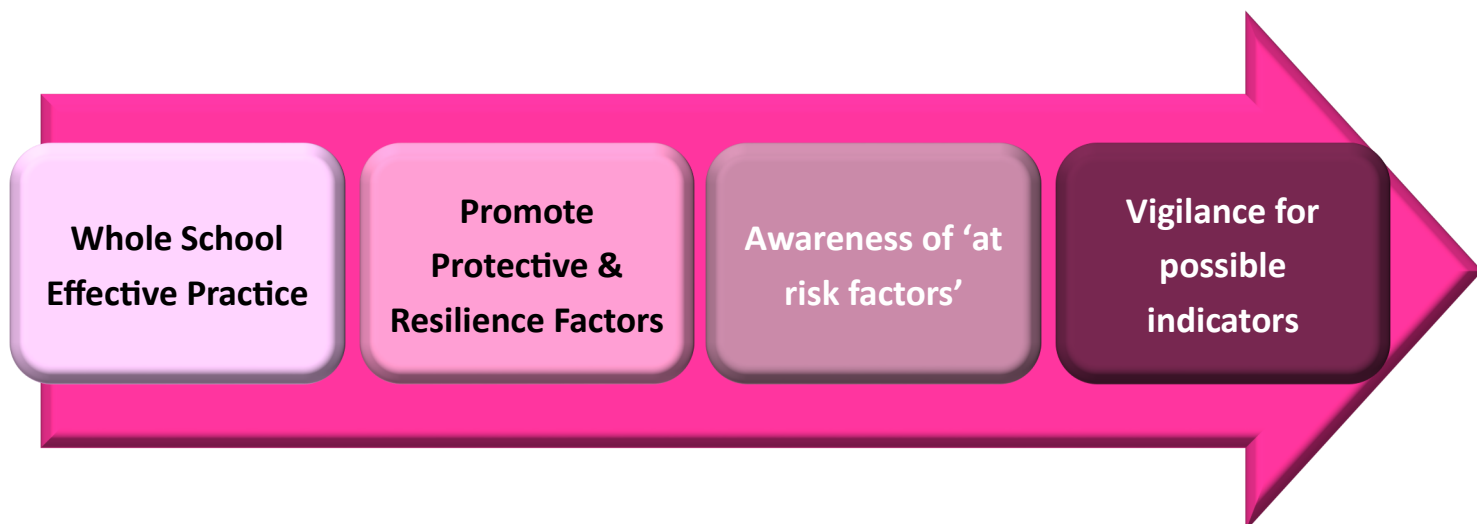 Whole School
Effective Practice
Promote
Protective &
Resilience Factors
Awareness of ‘at
risk factors’
Vigilance for
possible
indicators